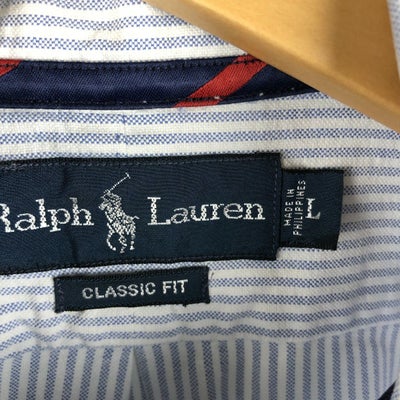 Ralph Lauren
MADE IN
PHILIPPINES
L
CLASSIC FIT